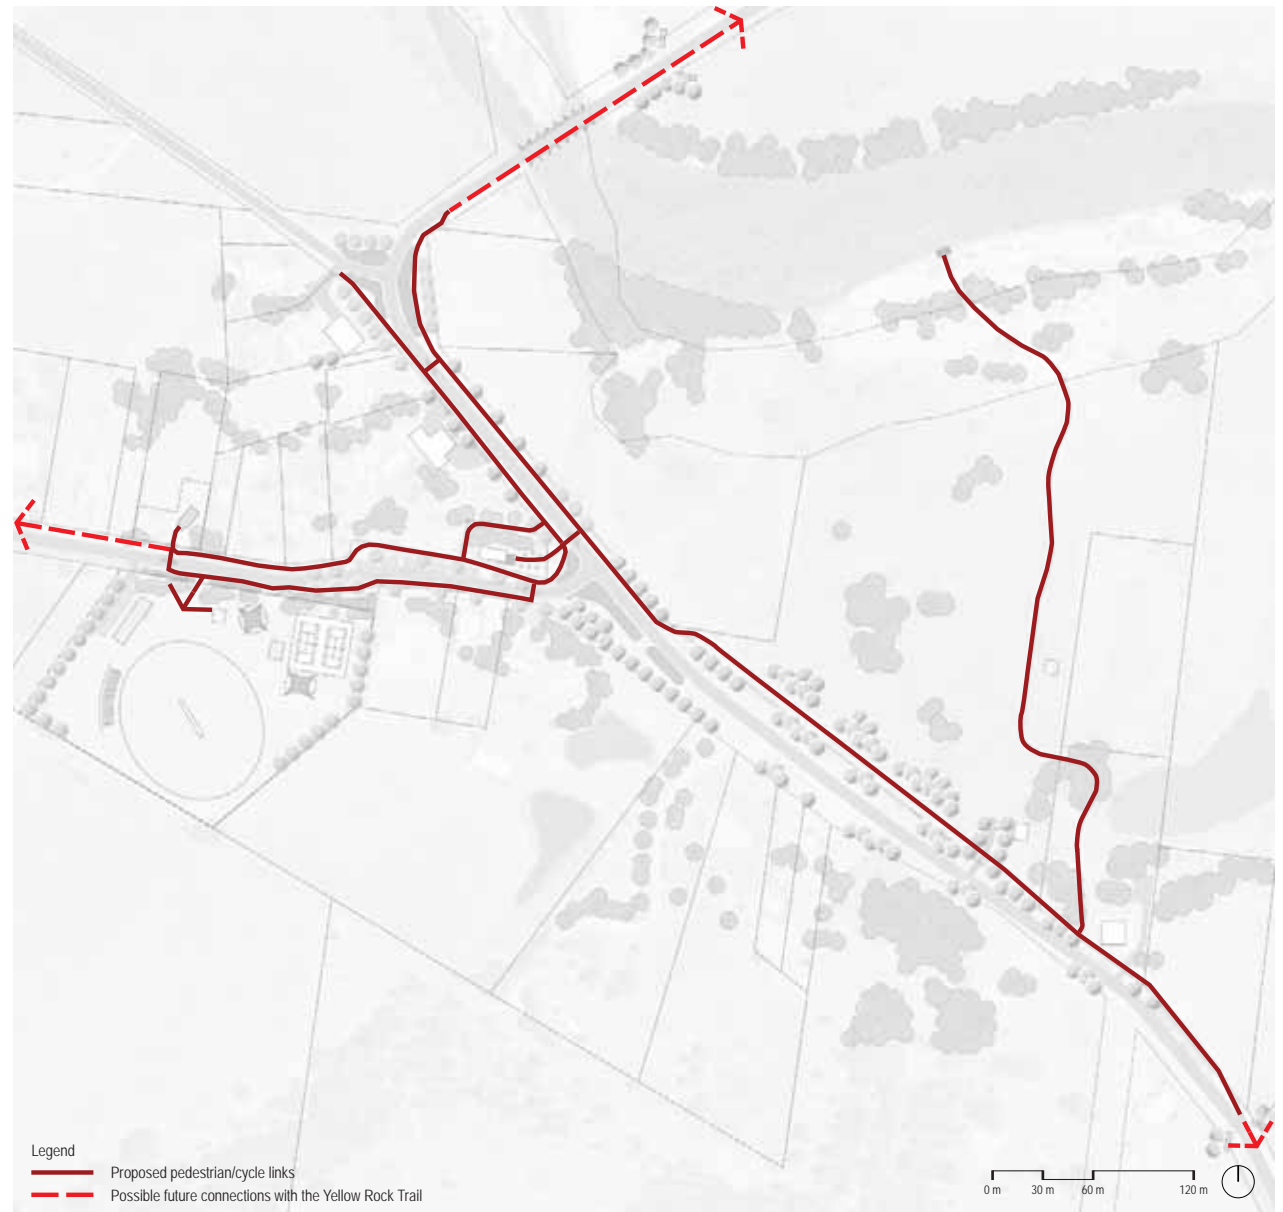 Legend
Proposed pedestrian/cycle links
Possible future connections with the Yellow Rock Trail
0 m 30 m 60 m 120 m